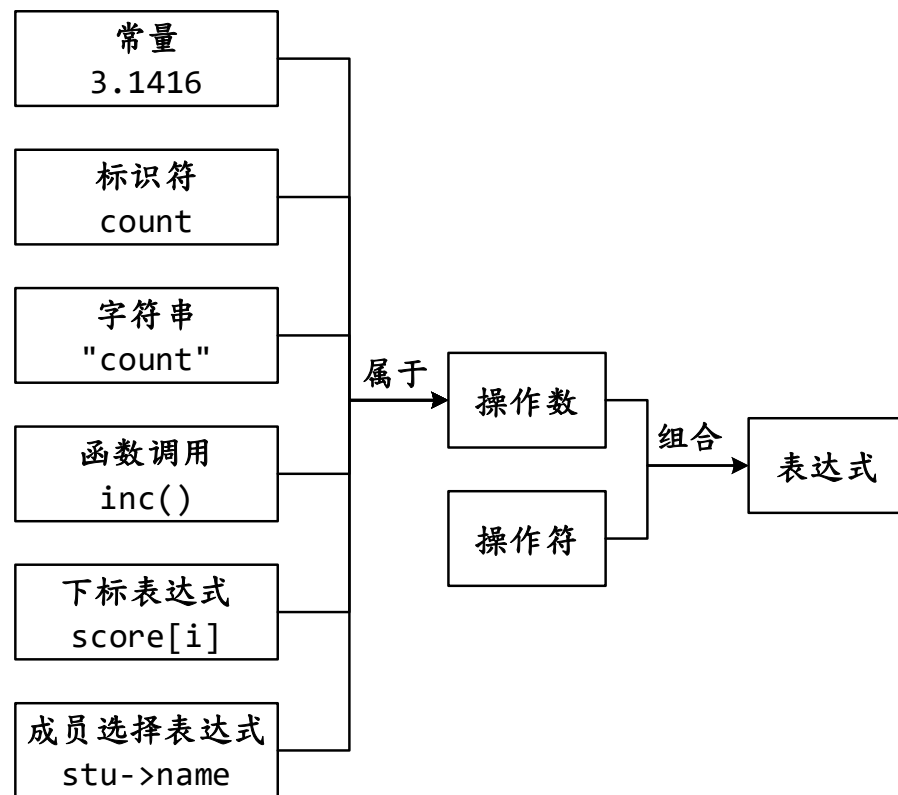 常量
3.1416
标识符
count
字符串
"count"
函数调用
inc()
下标表达式
score[i]
成员选择表达式
stu->name
属于
操作数
操作符
组合
表达式